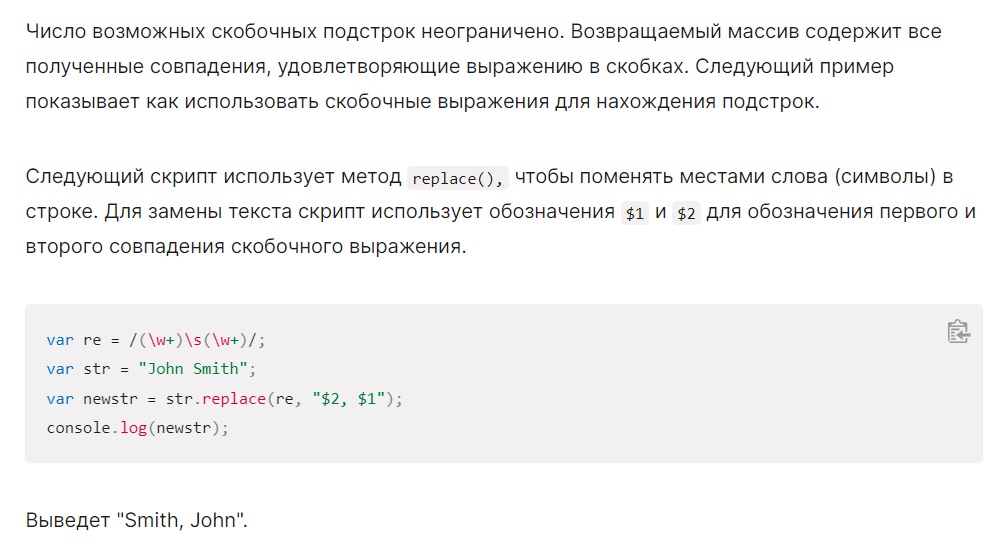 Число возможных скобочных подстрок неограничено. Возвращаемый массив содержит все
полученные совпадения, удовлетворяющие выражению в скобках. Следующий пример
показывает как использовать скобочные выражения для нахождения подстрок.
Следующий скрипт использует метод replace(), чтобы поменять местами слова (символы) в
строке. Для замены текста скрипт использует обозначения $1 и $2 для обозначения первого и
второго совпадения скобочного выражения.
var re = /(\w+)\s(\w+)/;
var str = "John Smith";
var newstr = str.replace(re, "$2, $1");
console.log(newstr);
Выведет "Smith, John".